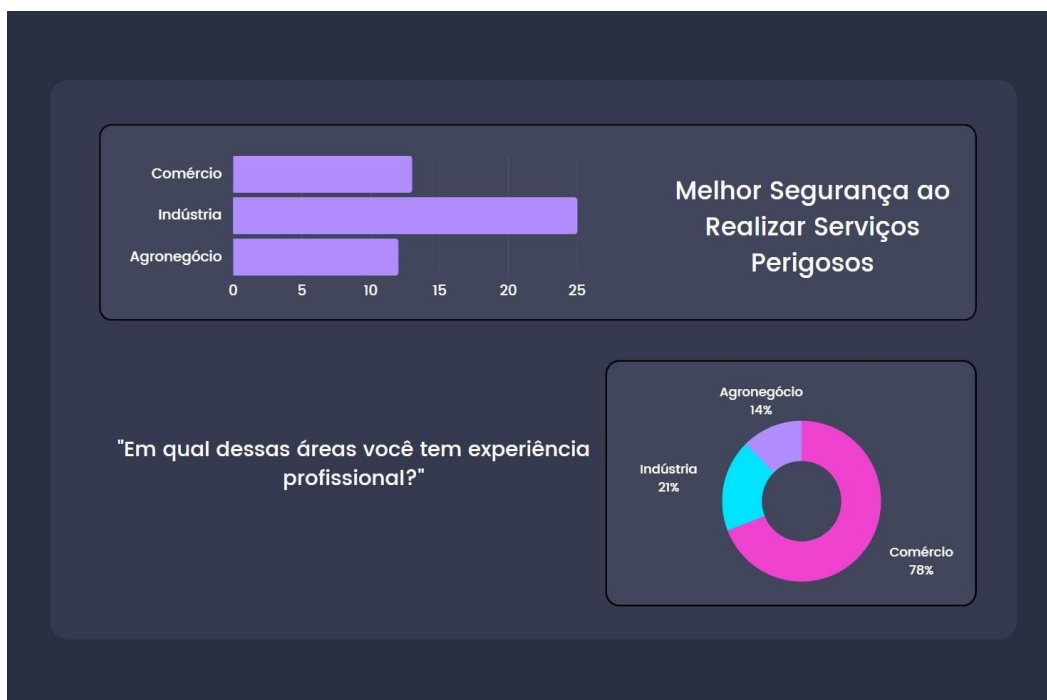 Comércio
Indústria
Agronegócio
0 5 10 15 20 25
Melhor Segurança ao
Realizar Serviços
Perigosos
"Em qual dessas áreas você tem experiência
profissional?"
Agronegócio
14%
Indústria
21%
Comércio
78%